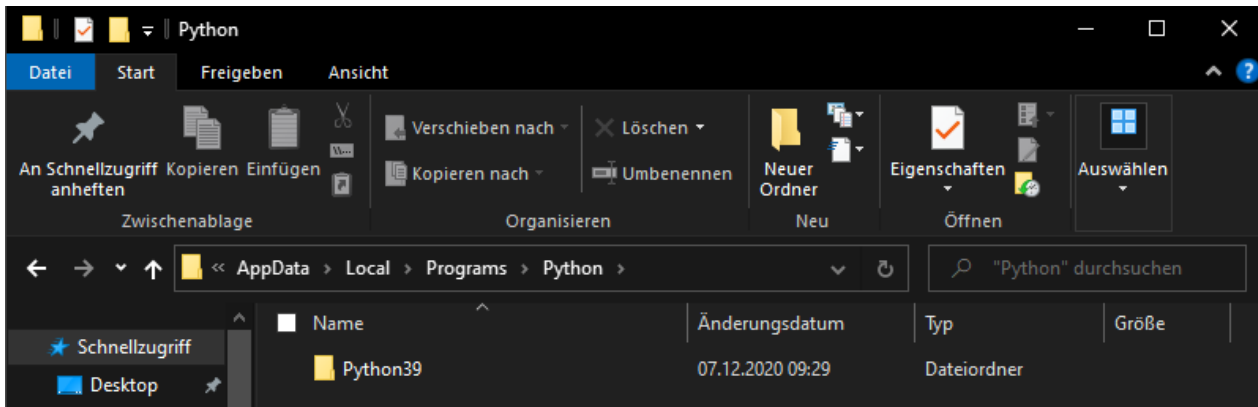 Python
Datei Start Freigeben Ansicht
An Schnellzugriff anheften
Kopieren
Einfügen
Zwischenablage
Verschieben nach
Kopieren nach
Löschen
Umbenennen
Organisieren
Neuer
Ordner
Neu
Eigenschaften
Öffnen
Auswählen
« AppData › Local › Programs › Python ›
"Python" durchsuchen
Schnellzugriff
Desktop
Name Änderungsdatum Typ Größe
Python39 07.12.2020 09:29 Dateiordner